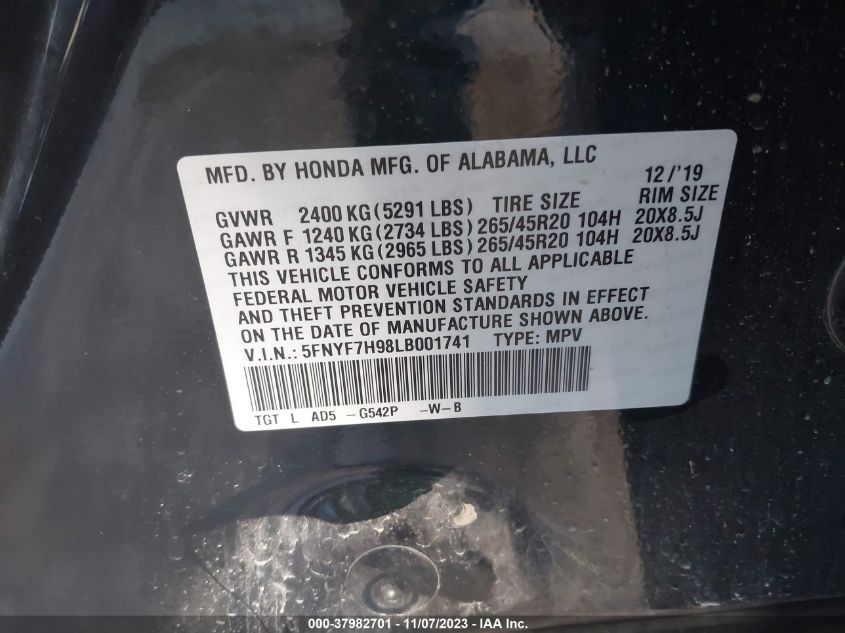 MFD. BY HONDA MFG. OF ALABAMA, LLC 12/'19
GVWR 2400 KG (5291 LBS) TIRE SIZE RIM SIZE
GAWR F 1240 KG (2734 LBS) 265/45R20 104H 20X8.5J
GAWR R 1345 KG (2965 LBS) 265/45R20 104H 20X8.5J
THIS VEHICLE CONFORMS TO ALL APPLICABLE
FEDERAL MOTOR VEHICLE SAFETY
AND THEFT PREVENTION STANDARDS IN EFFECT
ON THE DATE OF MANUFACTURE SHOWN ABOVE.
V.I.N.: 5FNYF7H98LB001741 TYPE: MPV
TGT L AD5 -G542P -W-B
000-37982701 - 11/07/2023 - IAA Inc.